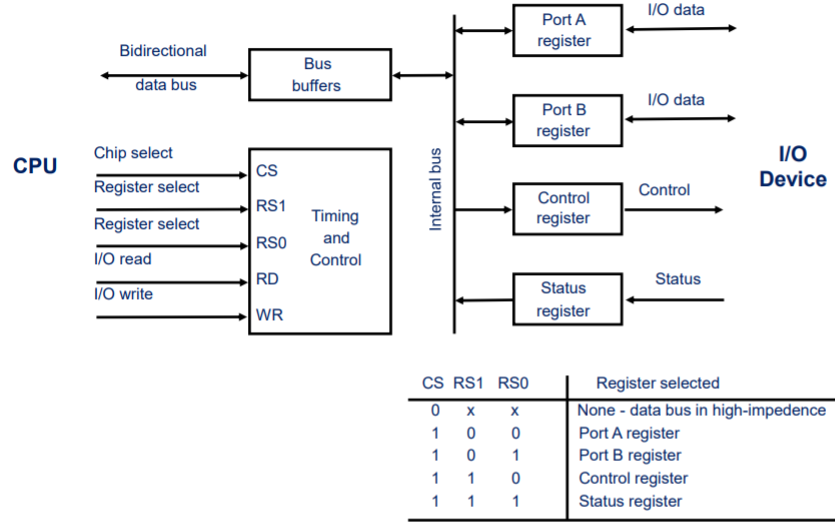 Bidirectional
data bus
Bus
buffers
Port A
register
I/O data
Port B
register
I/O data
CPU
Chip select
Register select
Register select
I/O read
I/O write
CS
RS1
RS0
RD
WR
Timing
and
Control
Internal bus
Control
register
Control
Status
register
Status
I/O
Device
CS RS1 RS0 Register selected
0 x x None - data bus in high-impedence
1 0 0 Port A register
1 0 1 Port B register
1 1 0 Control register
1 1 1 Status register